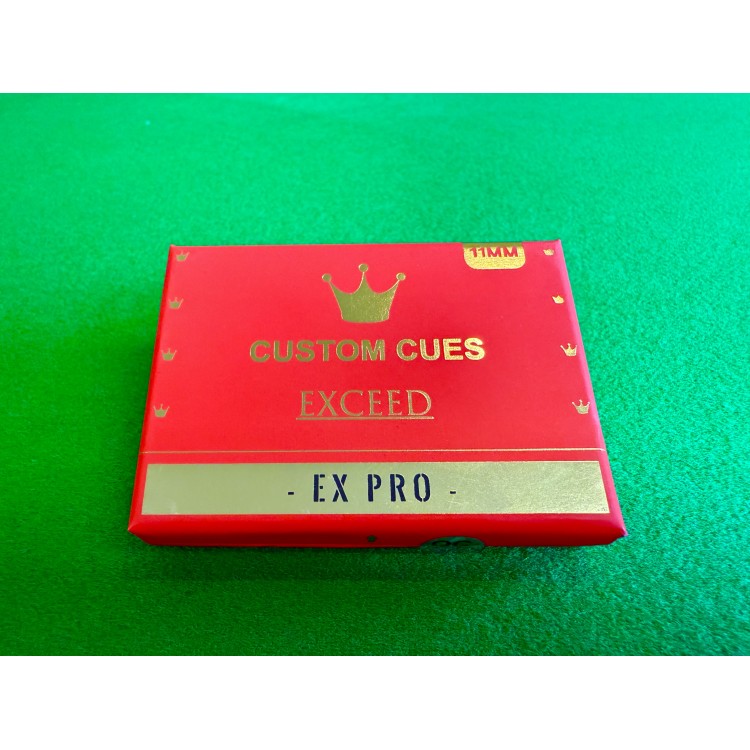 11MM
CUSTOM CUES
EXCEED
- EX PRO -